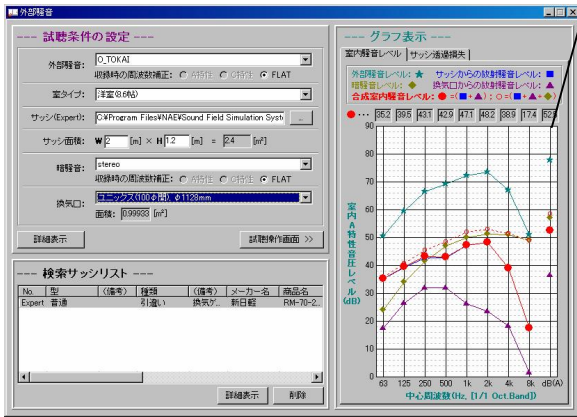 外部騒音
--- 試聴条件の設定 ---
外部騒音: O_TOKAI
収録時の周波数補正: A特性 C特性 FLAT
室タイプ: 洋室(8.6帖)
サッシ(Expert): C:¥Program Files¥NAE¥Sound Field Simulation Syst
...
サッシ面積: W 2 [m] × H 1.2 [m] = 2.4 [m²]
暗騒音: stereo
収録時の周波数補正: A特性 C特性 FLAT
換気口: ユニックス(100φ開), φ1128mm
面積: 0.99933 [m²]
詳細表示
試聴操作画面 >>
--- 検索サッシリスト ---
No. 型 (備考) 種類 (備考) メーカー名 商品名
Expert 普通 引違い 換気ゲ... 新日軽 RM-70-2..
詳細表示 削除
--- グラフ表示 ---
室内騒音レベル サッシ透過損失
外部騒音レベル: ★ サッシからの放射騒音レベル: ■
暗騒音レベル: ◆ 換気口からの放射騒音レベル: ▲
合成室内騒音レベル: ● =(■+▲) ; ○=(■+▲+◆)
●… 35.2 39.5 43.1 42.9 47.1 48.2 38.9 17.4 52.5
90
80
70
60
50
40
30
20
10
0
室内A特性音圧レベル(dB)
63 125 250 500 1k 2k 4k 8k dB(A)
中心周波数(Hz, [1/1 Oct.Band])